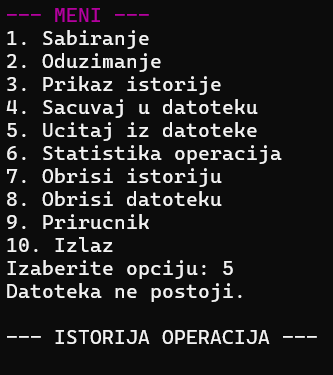 --- MENI ---
1. Sabiranje
2. Oduzimanje
3. Prikaz istorije
4. Sacuvaj u datoteku
5. Ucitaj iz datoteke
6. Statistika operacija
7. Obrisi istoriju
8. Obrisi datoteku
9. Prirucnik
10. Izlaz
Izaberite opciju: 5
Datoteka ne postoji.
--- ISTORIJA OPERACIJA ---